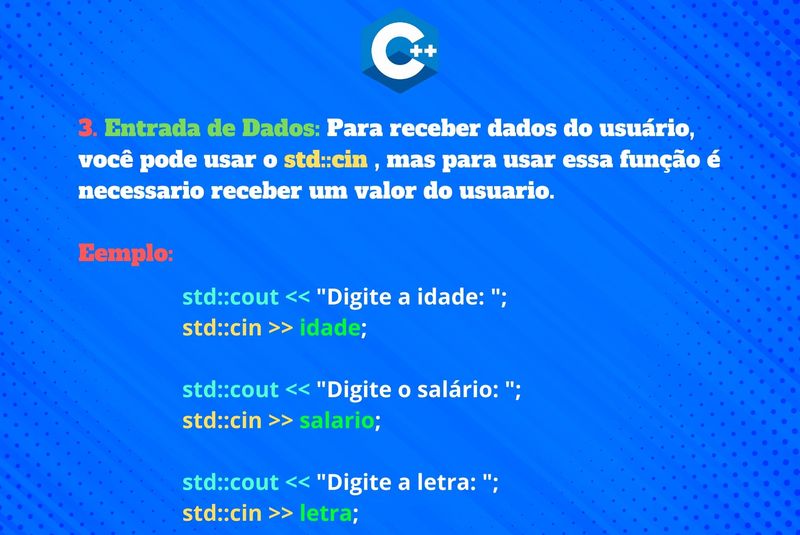 C++
3. Entrada de Dados: Para receber dados do usuário,
você pode usar o std::cin , mas para usar essa função é
necessario receber um valor do usuario.
Eemplo:
std::cout << "Digite a idade: ";
std::cin >> idade;
std::cout << "Digite o salário: ";
std::cin >> salario;
std::cout << "Digite a letra: ";
std::cin >> letra;